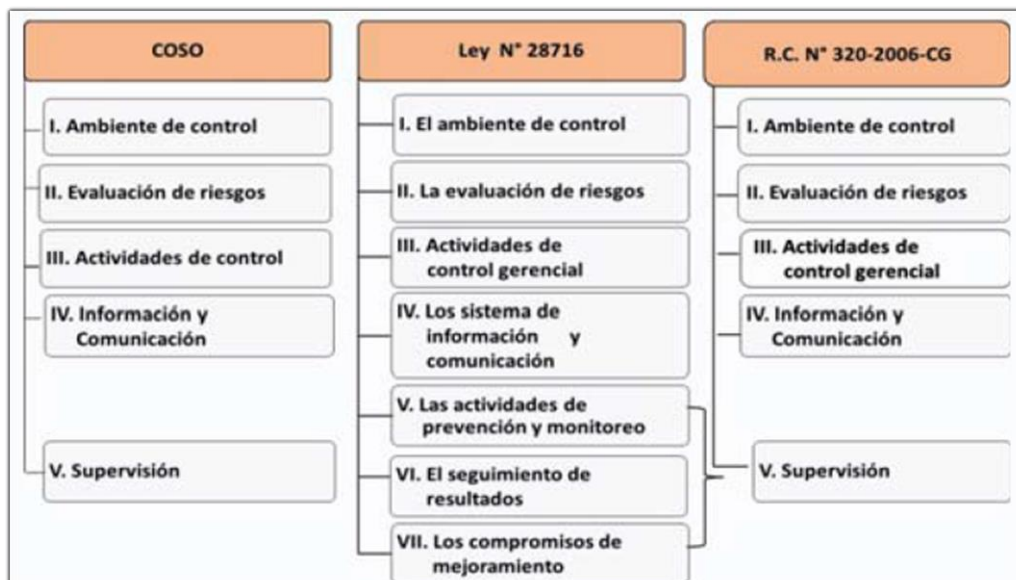 COSO
I. Ambiente de control
II. Evaluación de riesgos
III. Actividades de control
IV. Información y
Comunicación
V. Supervisión
Ley N° 28716
I. El ambiente de control
II. La evaluación de riesgos
III. Actividades de
control gerencial
IV. Los sistema de
información y
comunicación
V. Las actividades de
prevención y monitoreo
VI. El seguimiento de
resultados
VII. Los compromisos de
mejoramiento
R.C. N° 320-2006-CG
I. Ambiente de control
II. Evaluación de riesgos
III. Actividades de
control gerencial
IV. Información y
Comunicación
V. Supervisión